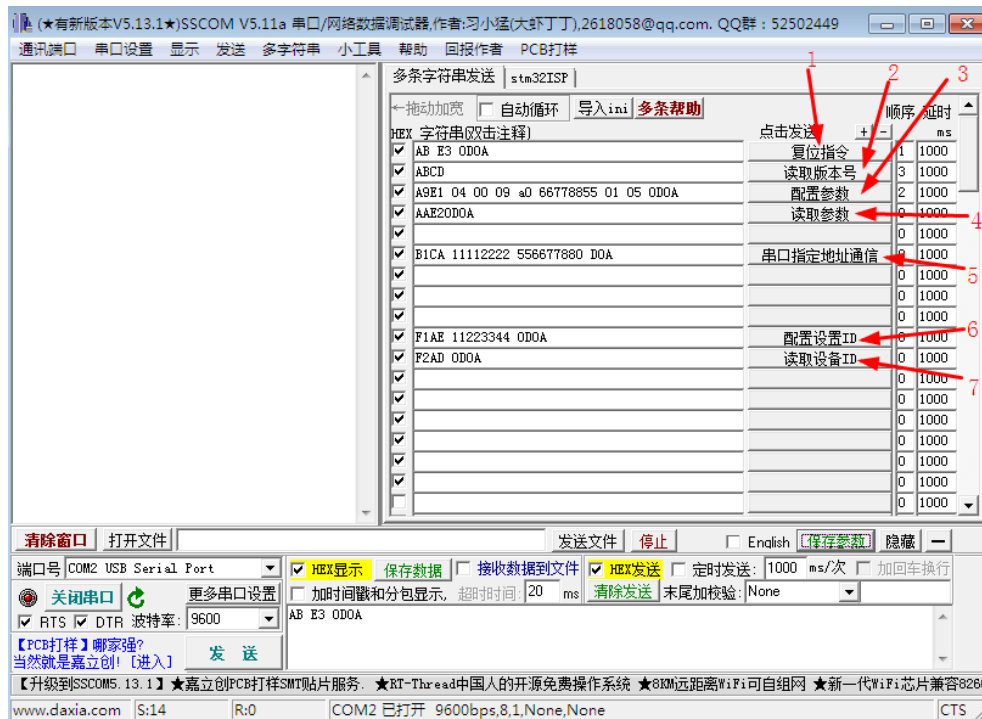 (★有新版本V5.13.1★)SSCOM V5.11a 串口/网络数据调试器,作者:习小猛(大虾丁丁),2618058@qq.com. QQ群：52502449
通讯端口 串口设置 显示 发送 多字符串 小工具 帮助 回报作者 PCB打样
多条字符串发送 stm32ISP
←拖动加宽 自动循环 导入ini 多条帮助 顺序 延时
HEX 字符串(双击注释) 点击发送 + - ms
AB E3 0D0A 复位指令 1 1000
ABCD 读取版本号 3 1000
A9E1 04 00 09 a0 66778855 01 05 0D0A 配置参数 2 1000
AAE20D0A 读取参数 0 1000
0 1000
B1CA 11112222 556677880 D0A 串口指定地址通信 0 1000
0 1000
0 1000
0 1000
F1AE 11223344 0D0A 配置设置ID 0 1000
F2AD 0D0A 读取设备ID 0 1000
0 1000
0 1000
0 1000
0 1000
0 1000
0 1000
0 1000
1
2
3
4
5
6
7
清除窗口 打开文件 发送文件 停止 English 保存参数 隐藏 —
端口号 COM2 USB Serial Port HEX显示 保存数据 接收数据到文件 HEX发送 定时发送: 1000 ms/次 加回车换行
关闭串口 更多串口设置 加时间戳和分包显示, 超时时间: 20 ms 清除发送 末尾加校验: None
RTS DTR 波特率: 9600 AB E3 0D0A
【PCB打样】哪家强?
当然就是嘉立创! [进入] 发 送
【升级到SSCOM5.13.1】★嘉立创PCB打样SMT贴片服务. ★RT-Thread中国人的开源免费操作系统 ★8KM远距离WiFi可自组网 ★新一代WiFi芯片兼容826
www.daxia.com S:14 R:0 COM2 已打开 9600bps,8,1,None,None CTS